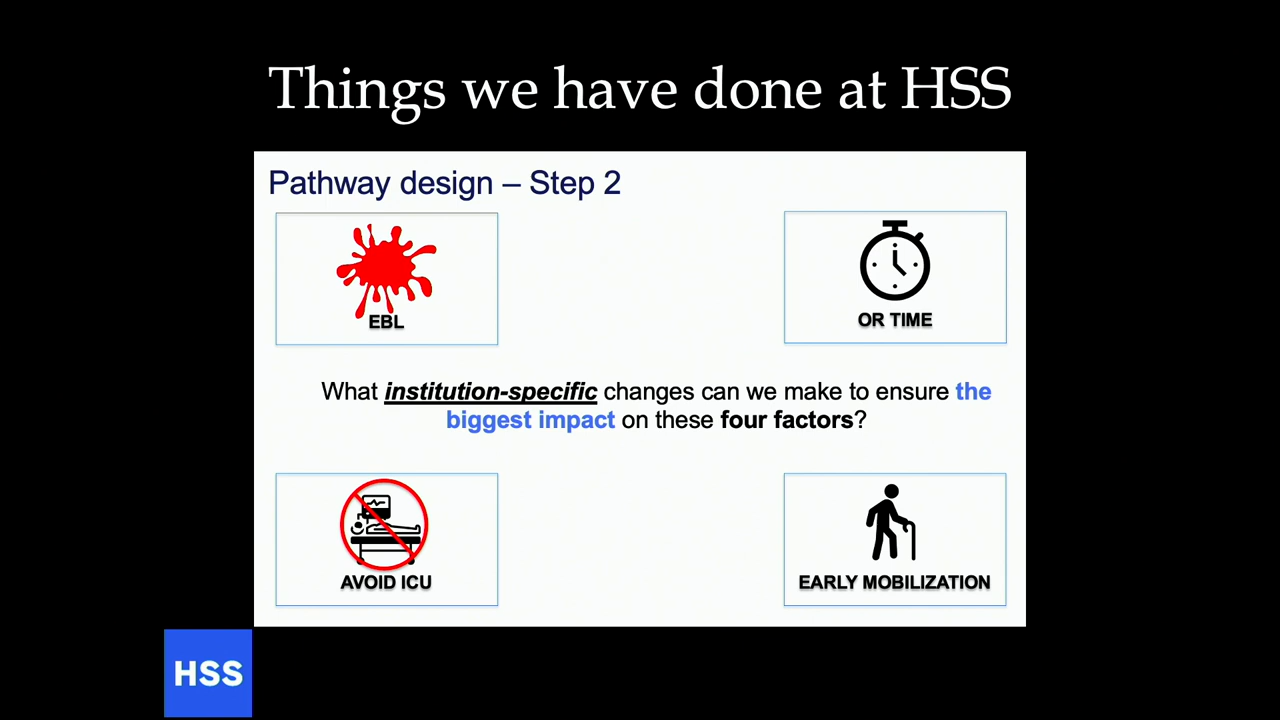 Things we have done at HSS
Pathway design – Step 2
EBL
OR TIME
What institution-specific changes can we make to ensure the
biggest impact on these four factors?
AVOID ICU
EARLY MOBILIZATION
HSS